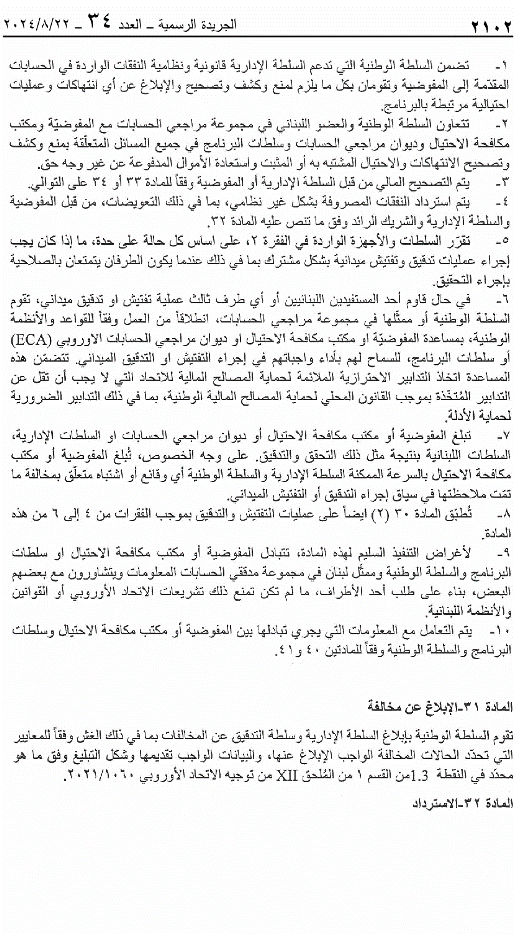 ٢١٠٢ الجريدة الرسمية – العدد ٣٤ – ٢٠٢٤/٨/٢٢
١- تضمن السلطة الوطنية التي تدعم السلطة الإدارية قانونية ونظامية النفقات الواردة في الحسابات
المقدّمة إلى المفوضية وتقومان بكل ما يلزم لمنع وكشف وتصحيح والإبلاغ عن أي انتهاكات وعمليات
احتيالية مرتبطة بالبرنامج.
٢- تتعاون السلطة الوطنية والعضو اللبناني في مجموعة مراجعي الحسابات مع المفوضيّة ومكتب
مكافحة الاحتيال وديوان مراجعي الحسابات وسلطات البرنامج في جميع المسائل المتعلّقة بمنع وكشف
وتصحيح الانتهاكات والاحتيال المشتبه به أو المثبت واستعادة الأموال المدفوعة عن غير وجه حق.
٣- يتم التصحيح المالي من قبل السلطة الإدارية أو المفوضية وفقاً للمادة ٣٣ أو ٣٤ على التوالي.
٤- يتم استرداد النفقات المصروفة بشكل غير نظامي، بما في ذلك التعويضات، من قبل المفوضية
والسلطة الإدارية والشريك الرائد وفق ما تنص عليه المادة ٣٢.
٥- تقرّر السلطات والأجهزة الواردة في الفقرة ٢، على اساس كل حالة على حدة، ما إذا كان يجب
إجراء عمليات تدقيق وتفتيش ميدانية بشكل مشترك بما في ذلك عندما يكون الطرفان يتمتعان بالصلاحية
بإجراء التحقيق.
٦- في حال قاوم أحد المستفيدين اللبنانيين أو أي طرف ثالث عملية تفتيش او تدقيق ميداني، تقوم
السلطة الوطنية أو ممثّلها في مجموعة مراجعي الحسابات، انطلاقاً من العمل وفقاً للقواعد والأنظمة
الوطنية، بمساعدة المفوضيّة او مكتب مكافحة الاحتيال او ديوان مراجعي الحسابات الاوروبي (ECA)
أو سلطات البرنامج، للسماح لهم بأداء واجباتهم في إجراء التفتيش أو التدقيق الميداني. تتضمّن هذه
المساعدة اتخاذ التدابير الاحترازية الملائمة لحماية المصالح المالية للاتحاد التي لا يجب أن تقل عن
التدابير المُتّخذة بموجب القانون المحلي لحماية المصالح المالية الوطنية، بما في ذلك التدابير الضرورية
لحماية الأدلة.
٧- تبلغ المفوضية أو مكتب مكافحة الاحتيال أو ديوان مراجعي الحسابات او السلطات الإدارية،
السلطات اللبنانية بنتيجة مثل ذلك التحقق والتدقيق. على وجه الخصوص، تُبلغ المفوضية أو مكتب
مكافحة الاحتيال بالسرعة الممكنة السلطة الإدارية والسلطة الوطنية أي وقائع أو اشتباه متعلّق بمخالفة ما
تمّت ملاحظتها في سياق إجراء التدقيق أو التفتيش الميداني.
٨- تُطبّق المادة ٣٠ (٢) ايضاً على عمليات التفتيش والتدقيق بموجب الفقرات من ٤ إلى ٦ من هذه
المادة.
٩- لأغراض التنفيذ السليم لهذه المادة، تتبادل المفوضية أو مكتب مكافحة الاحتيال او سلطات
البرنامج والسلطة الوطنية وممثّل لبنان في مجموعة مدققي الحسابات المعلومات ويتشاورون مع بعضهم
البعض، بناء على طلب أحد الأطراف، ما لم تكن تمنع ذلك تشريعات الاتحاد الأوروبي أو القوانين
والأنظمة اللبنانية.
١٠- يتم التعامل مع المعلومات التي يجري تبادلها بين المفوضية أو مكتب مكافحة الاحتيال وسلطات
البرنامج والسلطة الوطنية وفقاً للمادتين ٤٠ و٤١.
المادة ٣١-الإبلاغ عن مخالفة
تقوم السلطة الوطنية بإبلاغ السلطة الإدارية وسلطة التدقيق عن المخالفات بما في ذلك الغش وفقاً للمعايير
التي تحدّد الحالات المخالفة الواجب الإبلاغ عنها، والبيانات الواجب تقديمها وشكل التبليغ وفق ما هو
محدّد في النقطة 1.3من القسم ١ من المُلحق XII من توجيه الاتحاد الأوروبي ٢٠٢١/١٠٦٠.
المادة ٣٢-الاسترداد